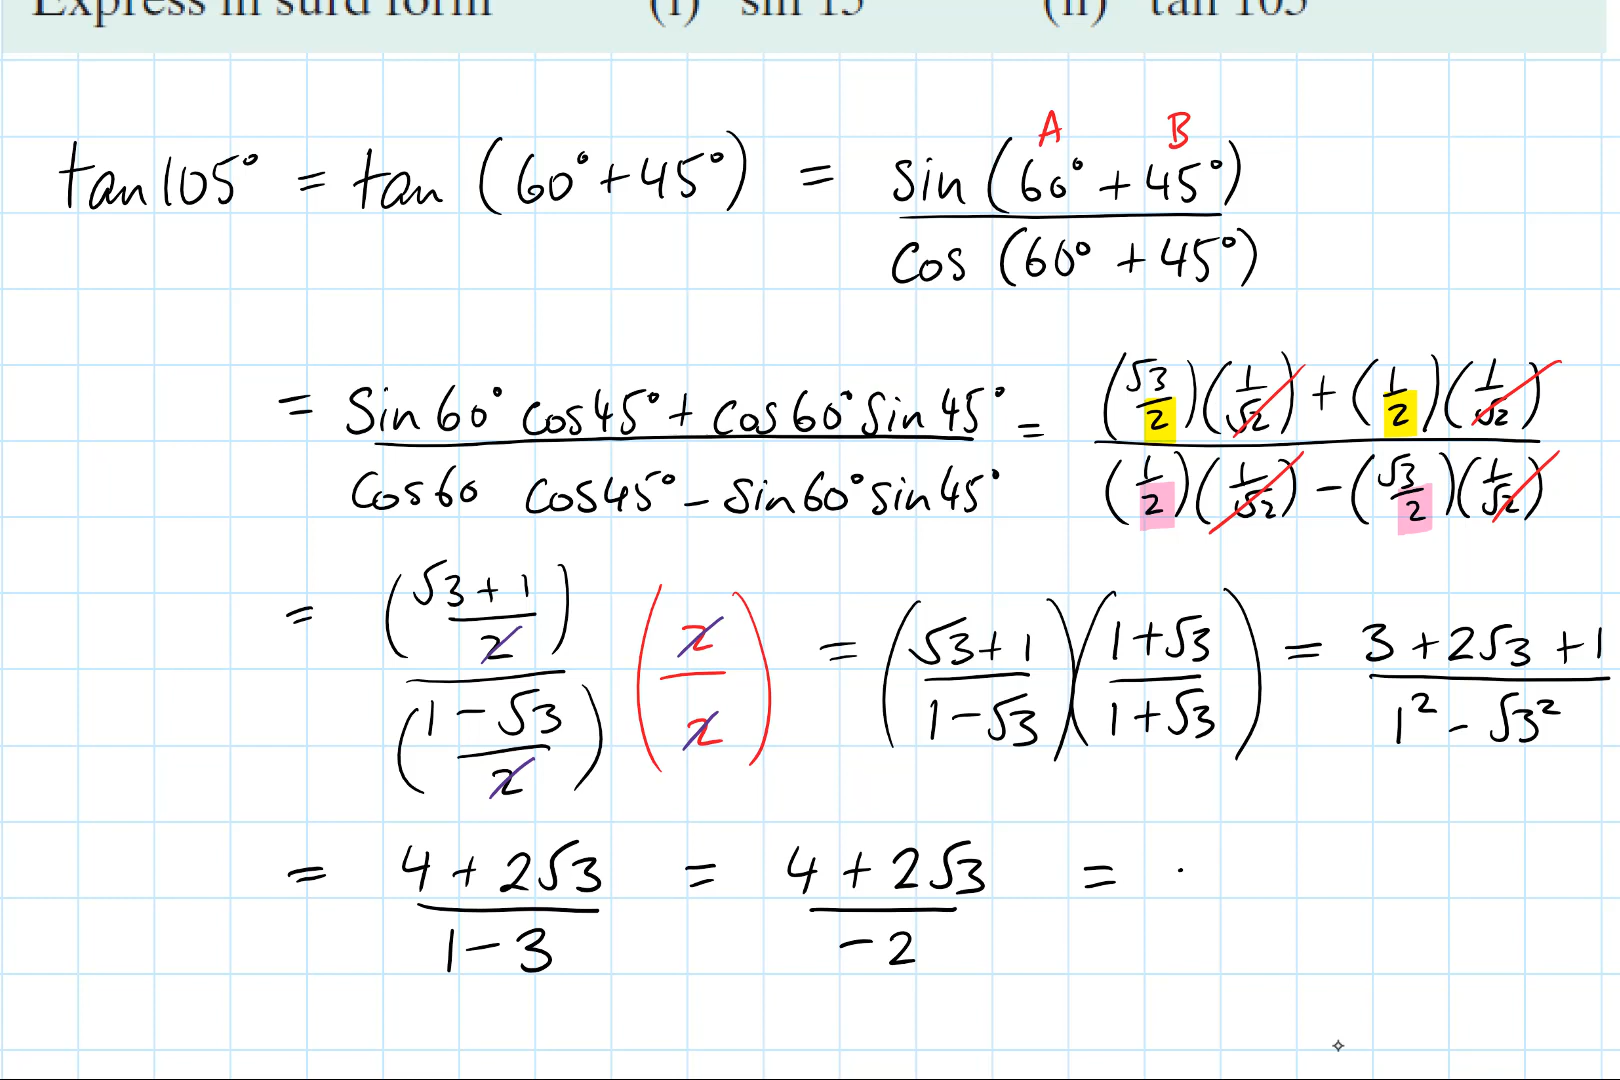 Express in surd form (i) sin 15 (ii) tan 105
A B
tan 105° = tan (60° + 45°) = sin (60° + 45°) / cos (60° + 45°)
= (sin 60° cos 45° + cos 60° sin 45°) / (cos 60 cos 45° − sin 60° sin 45°) = ((√3/2)(1/√2) + (1/2)(1/√2)) / ((1/2)(1/√2) − (√3/2)(1/√2))
= ((√3 + 1)/2) / ((1 − √3)/2) (2/2) = ((√3 + 1)/(1 − √3)) ((1 + √3)/(1 + √3)) = (3 + 2√3 + 1) / (1² − √3²)
= (4 + 2√3) / (1 − 3) = (4 + 2√3) / (−2) =